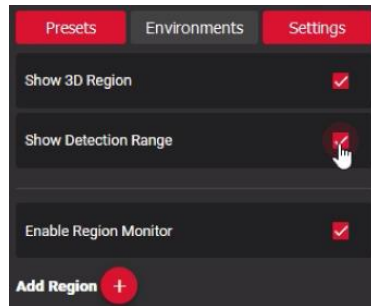 Presets Environments Settings
Show 3D Region
Show Detection Range
Enable Region Monitor
Add Region +